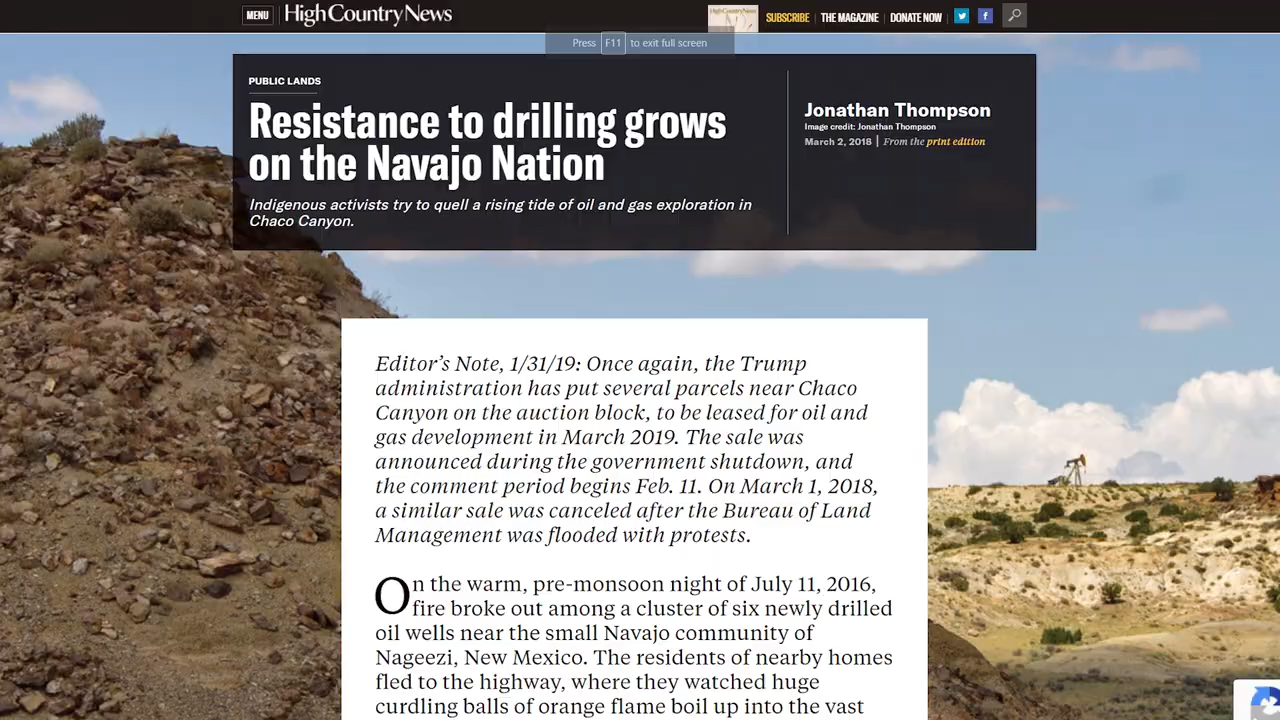 MENU
High Country News
HighCountryNews
SUBSCRIBE
THE MAGAZINE
DONATE NOW
Press F11 to exit full screen
PUBLIC LANDS
Resistance to drilling grows
on the Navajo Nation
Indigenous activists try to quell a rising tide of oil and gas exploration in
Chaco Canyon.
Jonathan Thompson
Image credit: Jonathan Thompson
March 2, 2018 | From the print edition
Editor's Note, 1/31/19: Once again, the Trump
administration has put several parcels near Chaco
Canyon on the auction block, to be leased for oil and
gas development in March 2019. The sale was
announced during the government shutdown, and
the comment period begins Feb. 11. On March 1, 2018,
a similar sale was canceled after the Bureau of Land
Management was flooded with protests.
On the warm, pre-monsoon night of July 11, 2016,
fire broke out among a cluster of six newly drilled
oil wells near the small Navajo community of
Nageezi, New Mexico. The residents of nearby homes
fled to the highway, where they watched huge
curdling balls of orange flame boil up into the vast